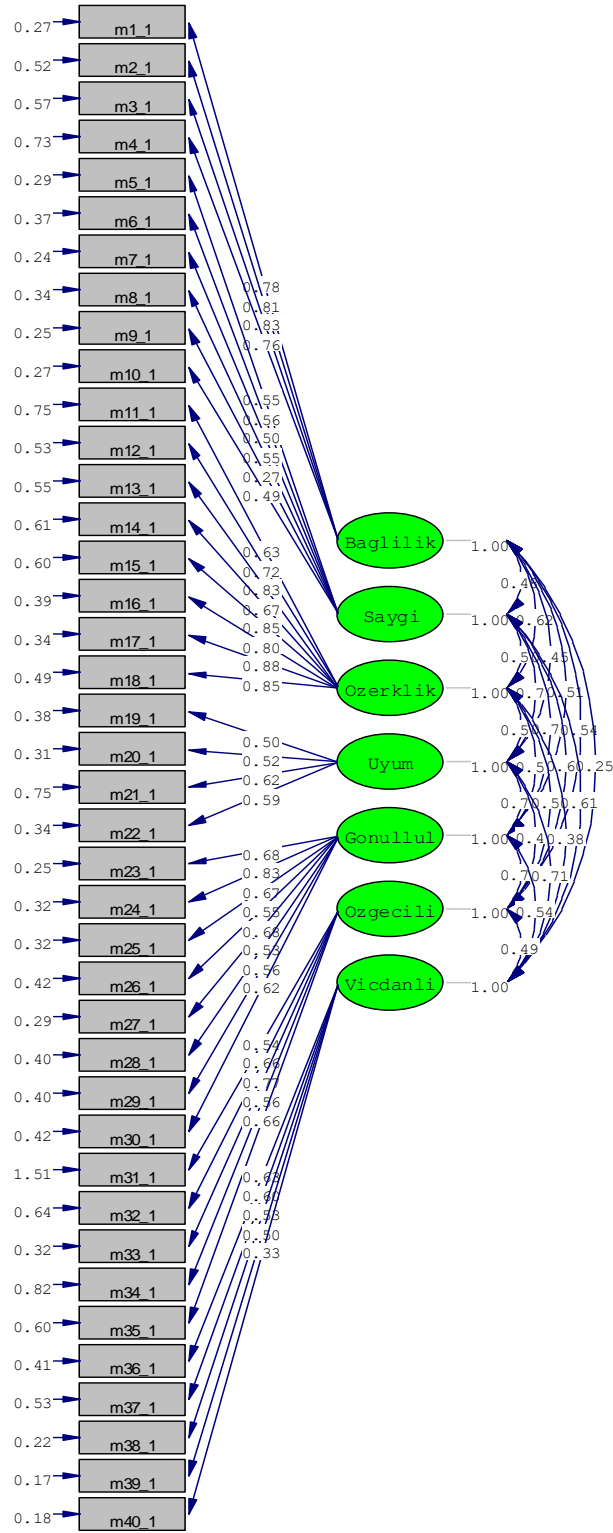 0.27 m1_1
0.52 m2_1
0.57 m3_1
0.73 m4_1
0.29 m5_1
0.37 m6_1
0.24 m7_1
0.34 m8_1
0.25 m9_1
0.27 m10_1
0.75 m11_1
0.53 m12_1
0.55 m13_1
0.61 m14_1
0.60 m15_1
0.39 m16_1
0.34 m17_1
0.49 m18_1
0.38 m19_1
0.31 m20_1
0.75 m21_1
0.34 m22_1
0.25 m23_1
0.32 m24_1
0.32 m25_1
0.42 m26_1
0.29 m27_1
0.40 m28_1
0.40 m29_1
0.42 m30_1
1.51 m31_1
0.64 m32_1
0.32 m33_1
0.82 m34_1
0.60 m35_1
0.41 m36_1
0.53 m37_1
0.22 m38_1
0.17 m39_1
0.18 m40_1
0.78
0.81
0.83
0.76
0.55
0.56
0.50
0.55
0.27
0.49
0.63
0.72
0.83
0.67
0.85
0.80
0.88
0.85
0.50
0.52
0.62
0.59
0.68
0.83
0.67
0.55
0.68
0.53
0.56
0.62
0.54
0.66
0.77
0.56
0.66
0.63
0.60
0.53
0.50
0.33
Baglilik 1.00
Saygi 1.00
Ozerklik 1.00
Uyum 1.00
Gonullul 1.00
Ozgecili 1.00
Vicdanli 1.00
0.62
0.45
0.51
0.54
0.25
0.61
0.38
0.71
0.54
0.49